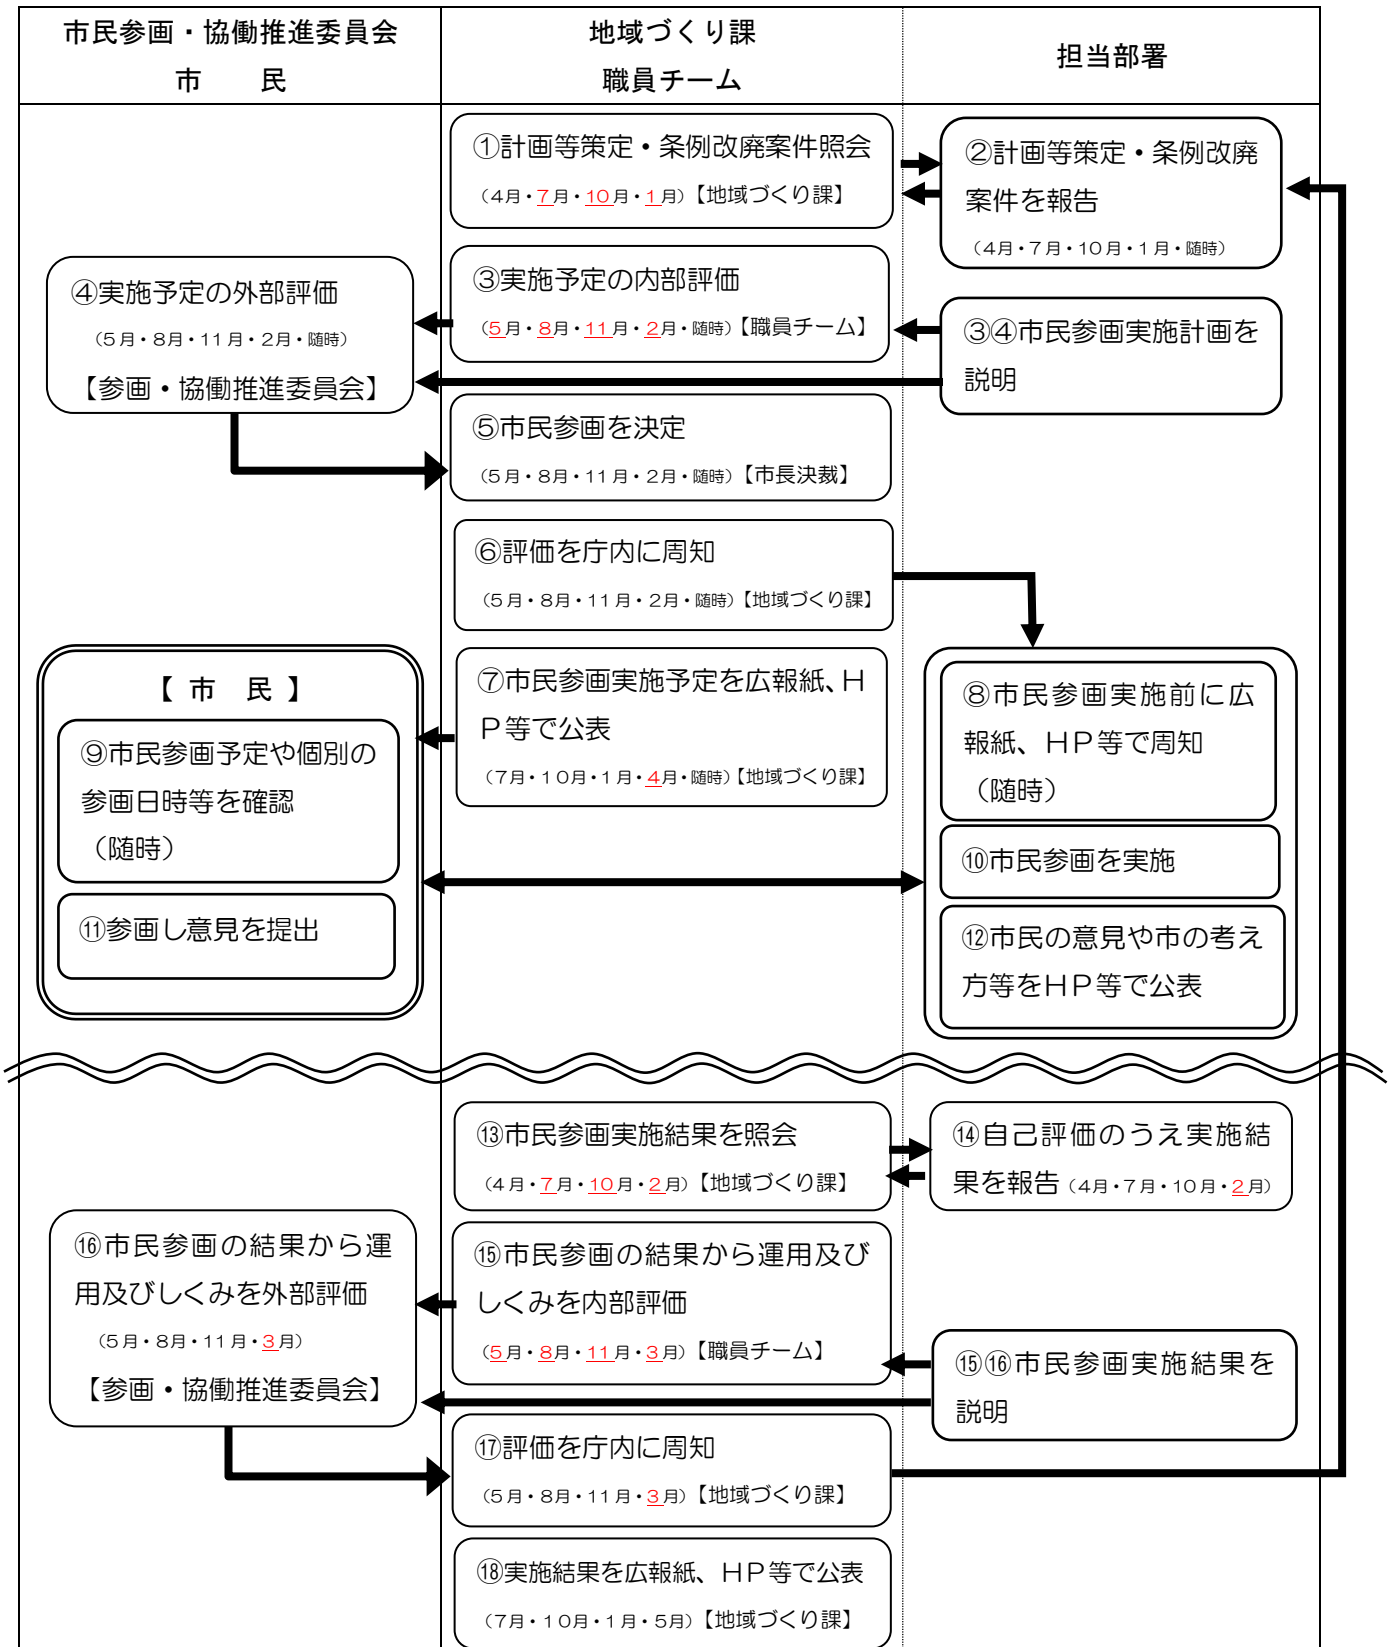 市民参画・協働推進委員会
市　　民
地域づくり課
職員チーム
担当部署
①計画等策定・条例改廃案件照会
（4月・7月・10月・1月）【地域づくり課】
②計画等策定・条例改廃
案件を報告
（4月・7月・10月・1月・随時）
③実施予定の内部評価
（5月・8月・11月・2月・随時）【職員チーム】
④実施予定の外部評価
（5月・8月・11月・2月・随時）
【参画・協働推進委員会】
③④市民参画実施計画を
説明
⑤市民参画を決定
（5月・8月・11月・2月・随時）【市長決裁】
⑥評価を庁内に周知
（5月・8月・11月・2月・随時）【地域づくり課】
⑦市民参画実施予定を広報紙、H
P等で公表
（7月・10月・1月・4月・随時）【地域づくり課】
⑧市民参画実施前に広
報紙、HP等で周知
（随時）
【 市　民 】
⑨市民参画予定や個別の
参画日時等を確認
（随時）
⑩市民参画を実施
⑪参画し意見を提出
⑫市民の意見や市の考え
方等をHP等で公表
⑬市民参画実施結果を照会
（4月・7月・10月・2月）【地域づくり課】
⑭自己評価のうえ実施結
果を報告（4月・7月・10月・2月）
⑮市民参画の結果から運用及び
しくみを内部評価
（5月・8月・11月・3月）【職員チーム】
⑯市民参画の結果から運
用及びしくみを外部評価
（5月・8月・11月・3月）
【参画・協働推進委員会】
⑮⑯市民参画実施結果を
説明
⑰評価を庁内に周知
（5月・8月・11月・3月）【地域づくり課】
⑱実施結果を広報紙、HP等で公表
（7月・10月・1月・5月）【地域づくり課】